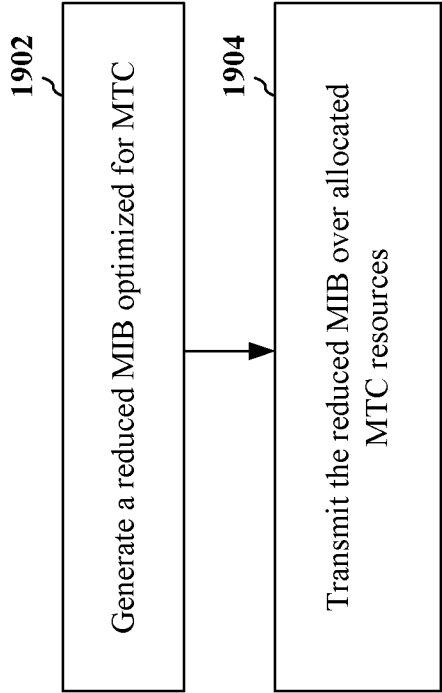 1902
Generate a reduced MIB optimized for MTC
1904
Transmit the reduced MIB over allocated
MTC resources